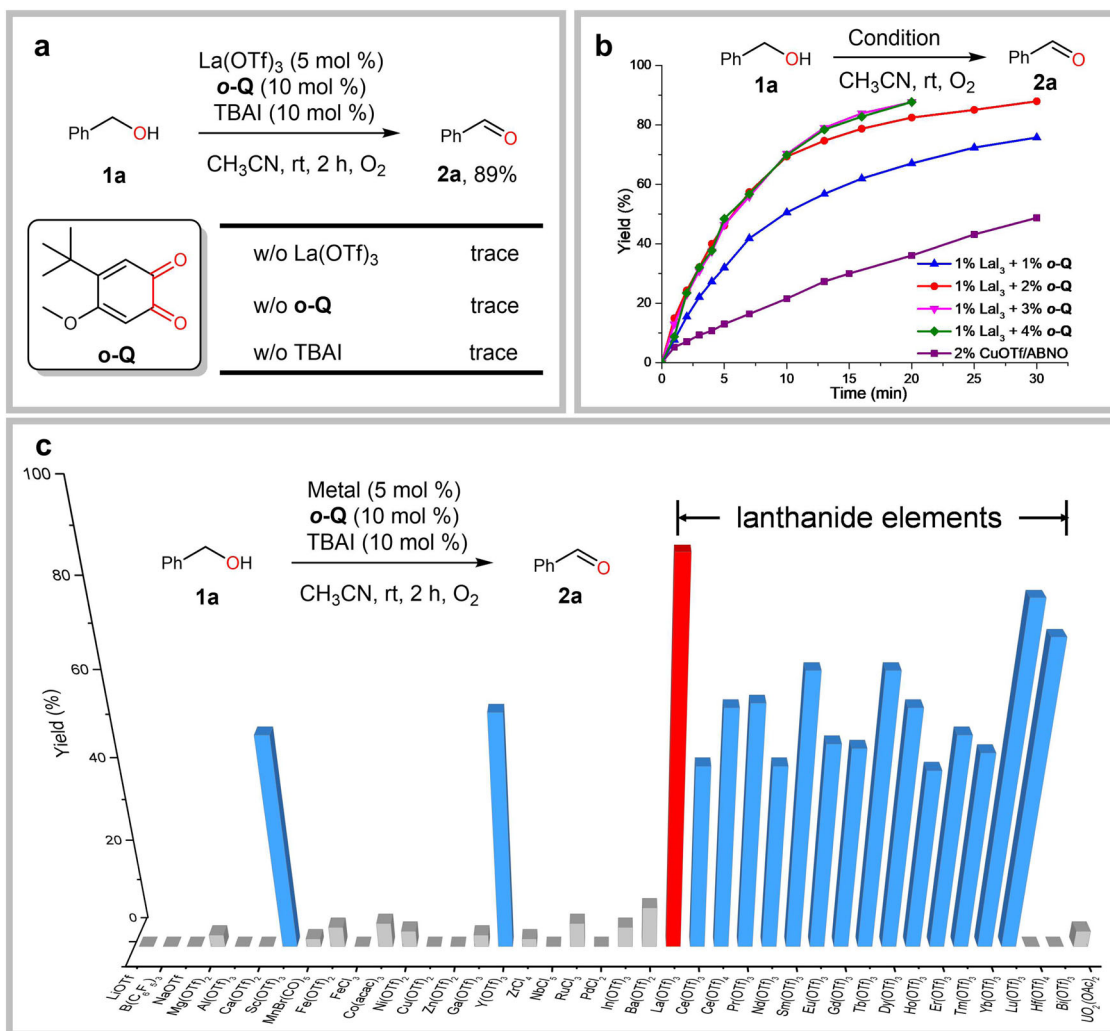 a
La(OTf)3 (5 mol %)
o-Q (10 mol %)
TBAI (10 mol %)
Ph OH
Ph O
CH3CN, rt, 2 h, O2
1a
2a, 89%
O
O
O
o-Q
w/o La(OTf)3 trace
w/o o-Q trace
w/o TBAI trace
b
Ph OH
Condition
Ph O
1a
CH3CN, rt, O2
2a
Yield (%)
100
80
60
40
20
0
1% LaI3 + 1% o-Q
1% LaI3 + 2% o-Q
1% LaI3 + 3% o-Q
1% LaI3 + 4% o-Q
2% CuOTf/ABNO
0 5 10 15 20 25 30
Time (min)
c
Metal (5 mol %)
o-Q (10 mol %)
TBAI (10 mol %)
Ph OH
Ph O
CH3CN, rt, 2 h, O2
1a
2a
lanthanide elements
Yield (%)
100
80
60
40
20
0
LiOTf
B(C6F5)3
NaOTf
Mg(OTf)2
Al(OTf)3
Ca(OTf)2
Sc(OTf)3
MnBr(CO)5
Fe(OTf)2
FeCl3
Co(acac)3
Ni(OTf)2
Cu(OTf)2
Zn(OTf)2
Ga(OTf)3
Y(OTf)3
ZrCl4
NbCl5
RuCl3
PdCl2
In(OTf)3
Ba(OTf)2
La(OTf)3
Ce(OTf)3
Ce(OTf)3
Pr(OTf)3
Nd(OTf)3
Sm(OTf)3
Eu(OTf)3
Gd(OTf)3
Tb(OTf)3
Dy(OTf)3
Ho(OTf)3
Er(OTf)3
Tm(OTf)3
Yb(OTf)3
Lu(OTf)3
Hf(OTf)4
Bi(OTf)3
UO2(OAc)2